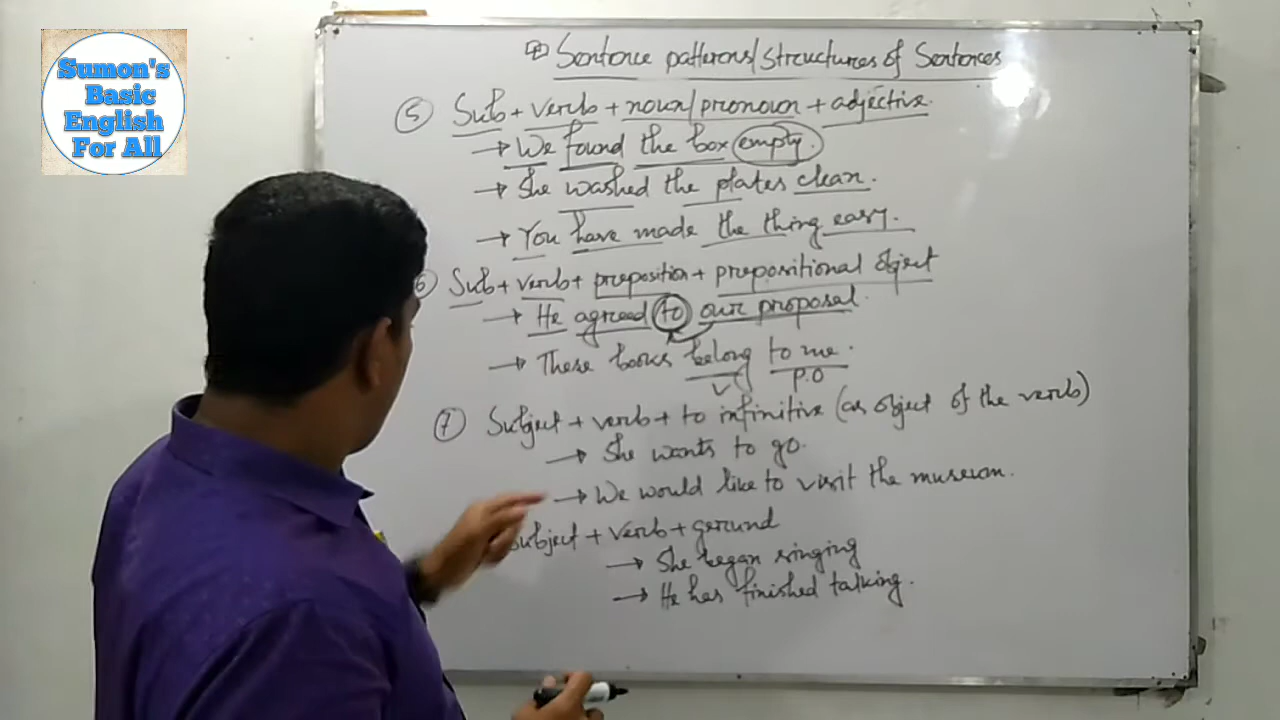 Sumon's
Basic
English
For All
Sentence patterns/Structures of Sentences
⑤ Sub + verb + noun/pronoun + adjective.
→ We found the box empty.
→ She washed the plates clean.
→ You have made the thing easy.
⑥ Sub + verb + preposition + prepositional object
→ He agreed to our proposal.
→ These books belong to me.
V P.O
⑦ Subject + verb + to infinitive (as object of the verb)
→ She wants to go.
→ We would like to visit the museum.
Subject + verb + gerund
→ She began singing
→ He has finished talking.